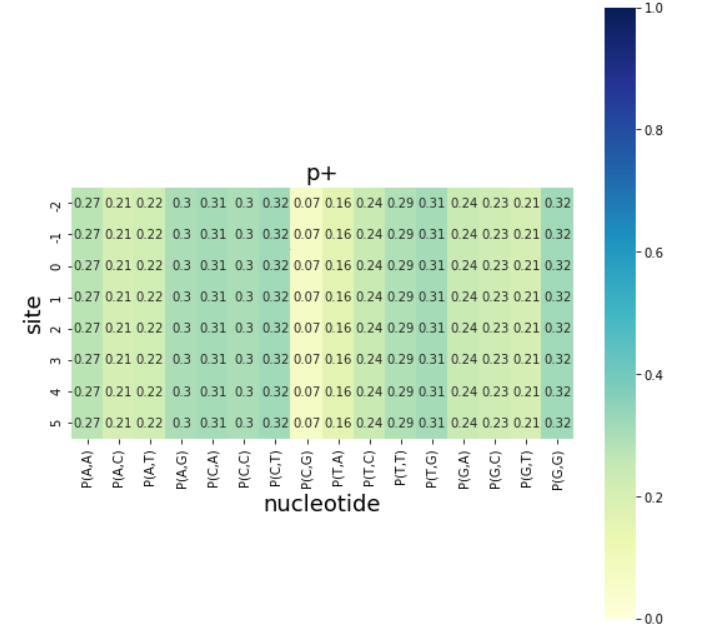 p+
-2 0.27 0.21 0.22 0.3 0.31 0.3 0.32 0.07 0.16 0.24 0.29 0.31 0.24 0.23 0.21 0.32
-1 0.27 0.21 0.22 0.3 0.31 0.3 0.32 0.07 0.16 0.24 0.29 0.31 0.24 0.23 0.21 0.32
0 0.27 0.21 0.22 0.3 0.31 0.3 0.32 0.07 0.16 0.24 0.29 0.31 0.24 0.23 0.21 0.32
1 0.27 0.21 0.22 0.3 0.31 0.3 0.32 0.07 0.16 0.24 0.29 0.31 0.24 0.23 0.21 0.32
2 0.27 0.21 0.22 0.3 0.31 0.3 0.32 0.07 0.16 0.24 0.29 0.31 0.24 0.23 0.21 0.32
3 0.27 0.21 0.22 0.3 0.31 0.3 0.32 0.07 0.16 0.24 0.29 0.31 0.24 0.23 0.21 0.32
4 0.27 0.21 0.22 0.3 0.31 0.3 0.32 0.07 0.16 0.24 0.29 0.31 0.24 0.23 0.21 0.32
5 0.27 0.21 0.22 0.3 0.31 0.3 0.32 0.07 0.16 0.24 0.29 0.31 0.24 0.23 0.21 0.32
site
P(A,A) P(A,C) P(A,T) P(A,G) P(C,A) P(C,C) P(C,T) P(C,G) P(T,A) P(T,C) P(T,T) P(T,G) P(G,A) P(G,C) P(G,T) P(G,G)
nucleotide
1.0
0.8
0.6
0.4
0.2
0.0